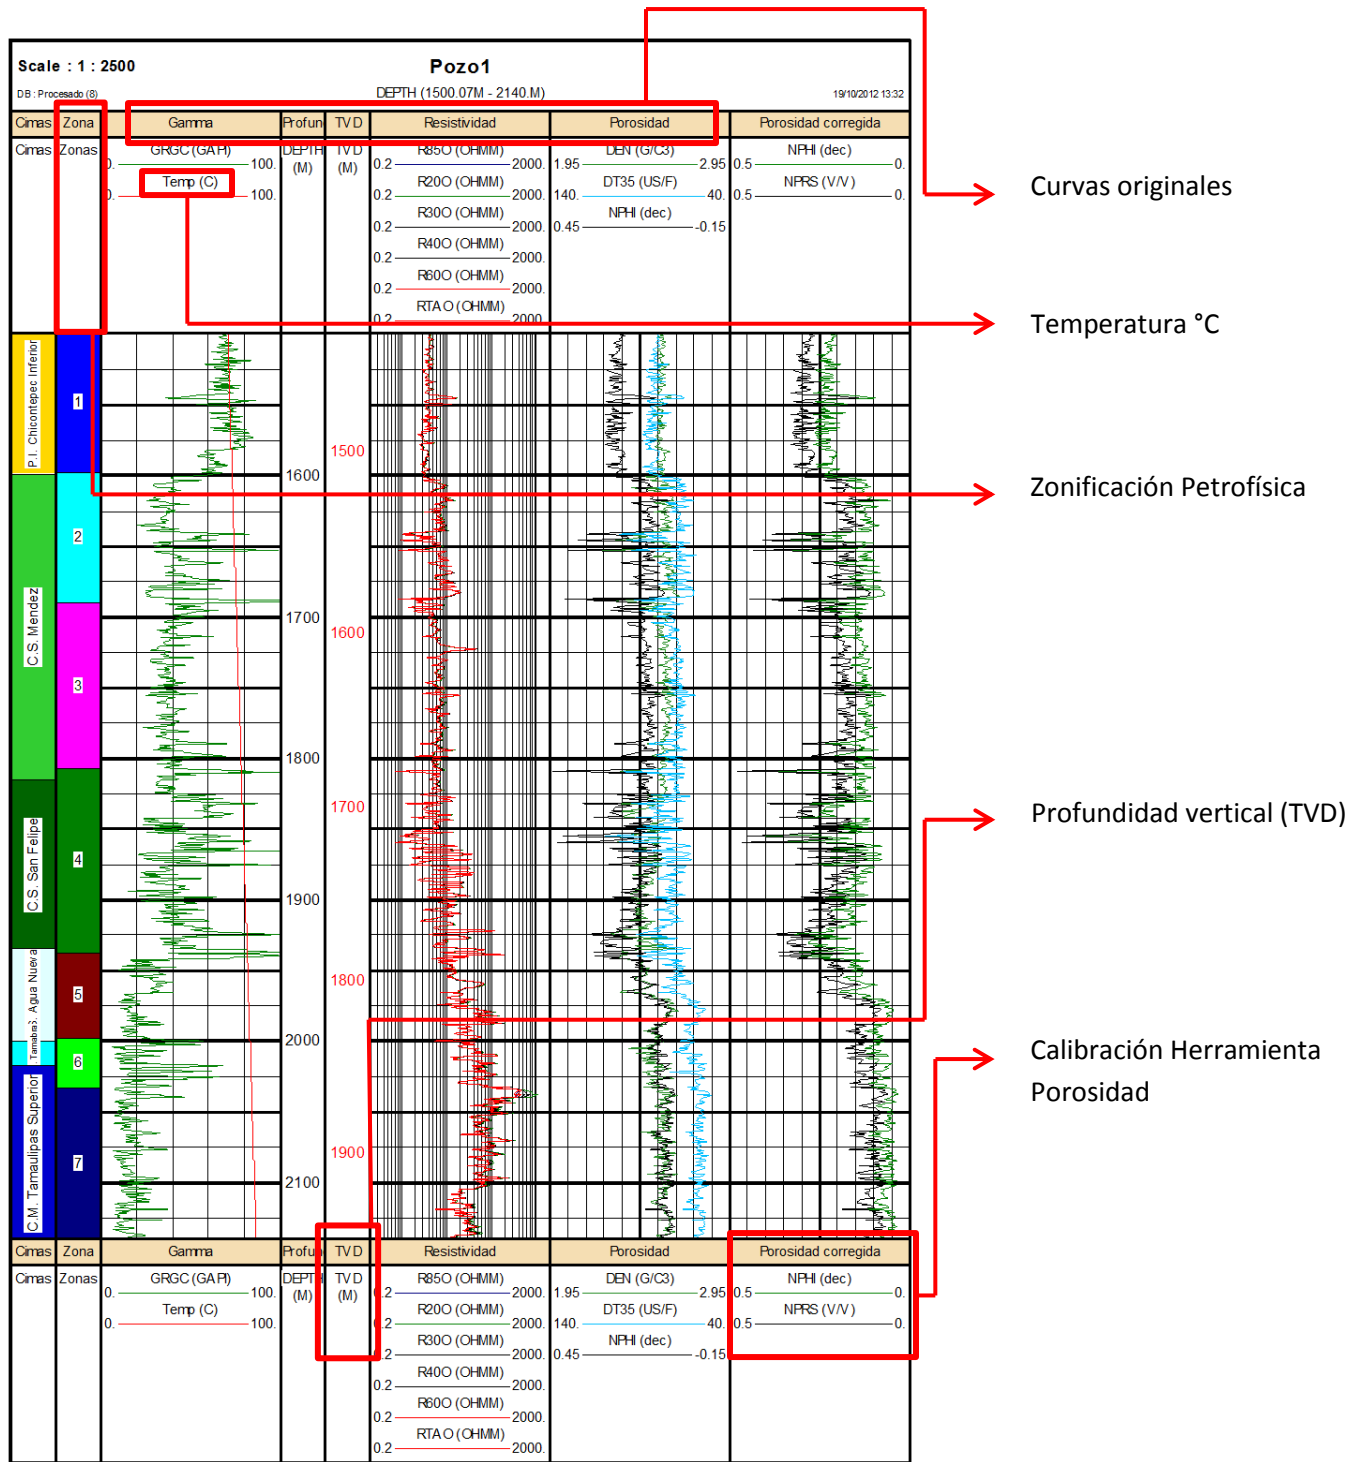 Scale : 1 : 2500
Pozo1
DB : Procesado (8)
DEPTH (1500.07M - 2140.M)
19/10/2012 13:32
Cimas Zona Gamma Profun TVD Resistividad Porosidad Porosidad corregida
Cimas Zonas GRGC (GAPI) DEPTH TVD R85O (OHMM) DEN (G/C3) NPHI (dec)
0. 100. (M) (M) 0.2 2000. 1.95 2.95 0.5 0.
Temp (C) R20O (OHMM) DT35 (US/F) NPRS (V/V)
0. 100. 0.2 2000. 140. 40. 0.5 0.
R30O (OHMM) NPHI (dec)
0.2 2000. 0.45 -0.15
R40O (OHMM)
0.2 2000.
R60O (OHMM)
0.2 2000.
RTAO (OHMM)
0.2 2000.
Curvas originales
Temperatura °C
Zonificación Petrofísica
Profundidad vertical (TVD)
Calibración Herramienta
Porosidad
P.I. Chicontepec Inferior
C.S. Mendez
C.S. San Felipe
. Agua Nueva
. Tamabra
C.M. Tamaulipas Superior
1
2
3
4
5
6
7
1600
1700
1800
1900
2000
2100
1500
1600
1700
1800
1900
Cimas Zona Gamma Profun TVD Resistividad Porosidad Porosidad corregida
Cimas Zonas GRGC (GAPI) DEPTH TVD R85O (OHMM) DEN (G/C3) NPHI (dec)
0. 100. (M) (M) 0.2 2000. 1.95 2.95 0.5 0.
Temp (C) R20O (OHMM) DT35 (US/F) NPRS (V/V)
0. 100. 0.2 2000. 140. 40. 0.5 0.
R30O (OHMM) NPHI (dec)
0.2 2000. 0.45 -0.15
R40O (OHMM)
0.2 2000.
R60O (OHMM)
0.2 2000.
RTAO (OHMM)
0.2 2000.